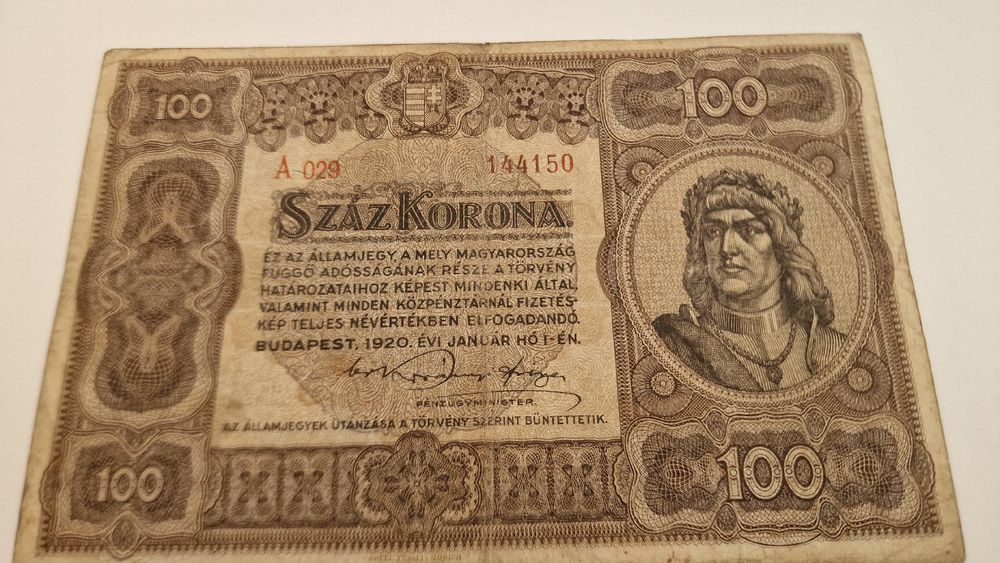 100
100
A 029
144150
SZÁZ KORONA.
EZ AZ ÁLLAMJEGY, A MELY MAGYARORSZÁG
FÜGGŐ ADÓSSÁGÁNAK RÉSZE A TÖRVÉNY
HATÁROZATAIHOZ KÉPEST MINDENKI ÁLTAL,
VALAMINT MINDEN KÖZPÉNZTÁRNÁL FIZETÉS-
KÉP TELJES NÉVÉRTÉKBEN ELFOGADANDÓ.
BUDAPEST, 1920. ÉVI JANUÁR HÓ 1-ÉN.
PÉNZÜGYMINISTER.
AZ ÁLLAMJEGYEK UTÁNZÁSA A TÖRVÉNY SZERINT BÜNTETTETIK.
100
100